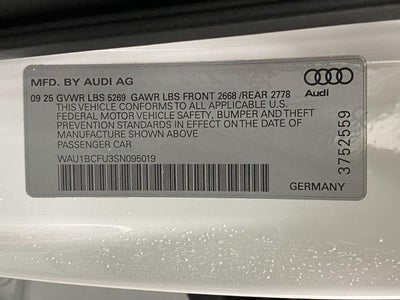 MFD. BY AUDI AG
09 25 GVWR LBS 5269 GAWR LBS FRONT 2668 /REAR 2778
THIS VEHICLE CONFORMS TO ALL APPLICABLE U.S.
FEDERAL MOTOR VEHICLE SAFETY, BUMPER AND THEFT
PREVENTION STANDARDS IN EFFECT ON THE DATE OF
MANUFACTURE SHOWN ABOVE
PASSENGER CAR
WAU1BCFU3SN095019
GERMANY
Audi
3752559